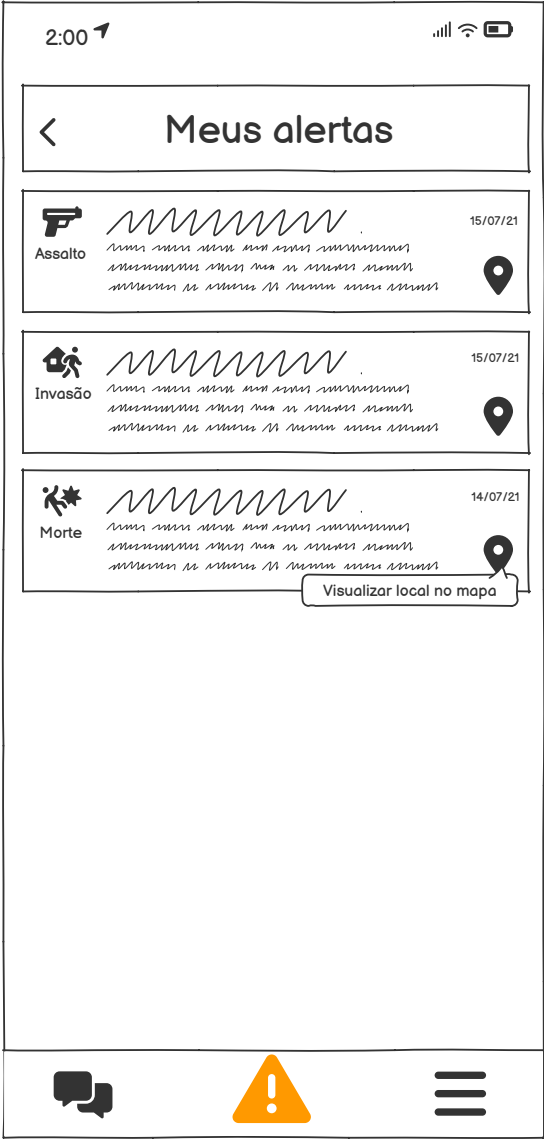 2:00
Meus alertas
Assalto
15/07/21
Invasão
15/07/21
Morte
14/07/21
Visualizar local no mapa